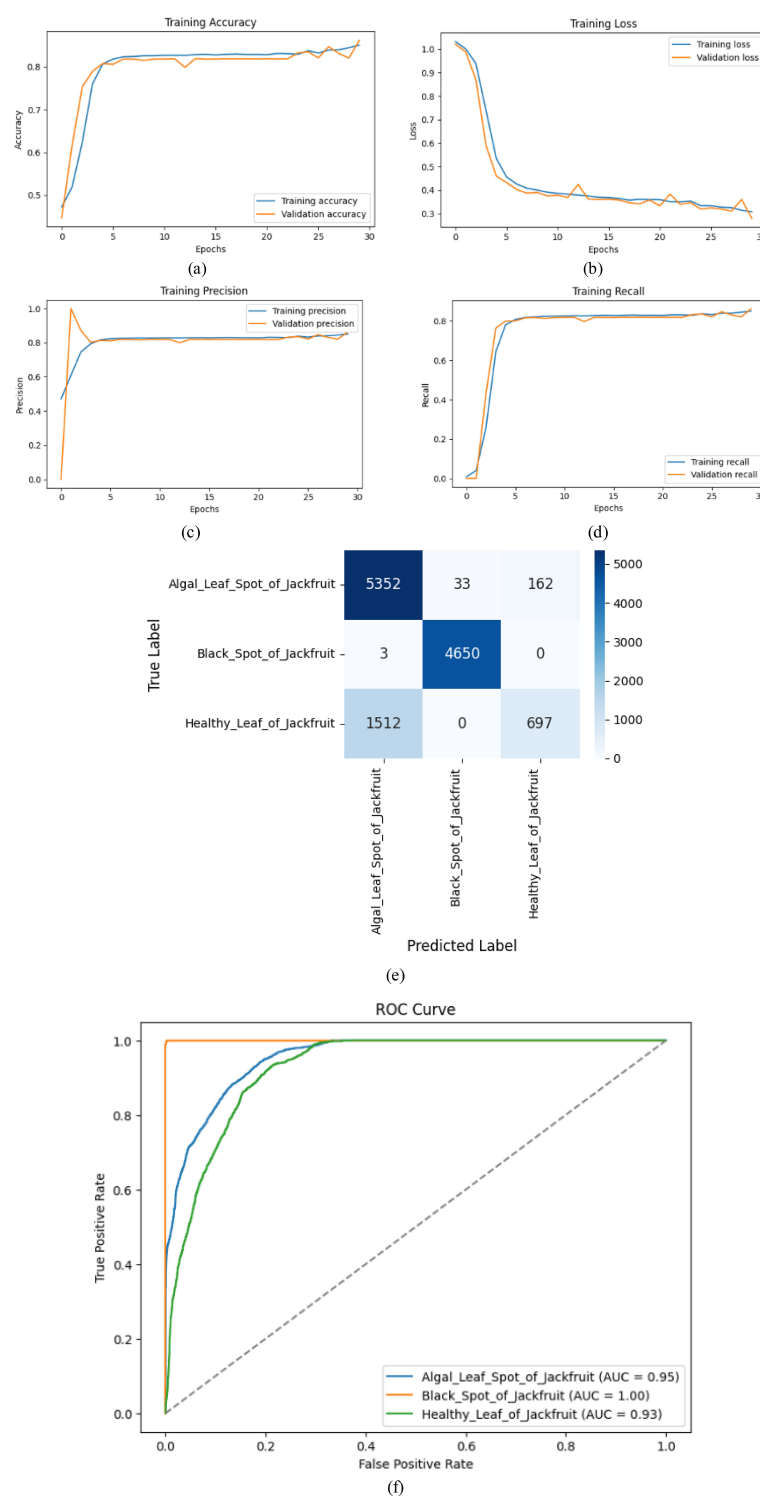 Training Accuracy
0.8
0.7
0.6
0.5
Accuracy
Training accuracy
Validation accuracy
0 5 10 15 20 25 30
Epochs
(a)
Training Loss
1.0
0.9
0.8
0.7
0.6
0.5
0.4
0.3
Loss
Training loss
Validation loss
0 5 10 15 20 25 30
Epochs
(b)
Training Precision
1.0
0.8
0.6
0.4
0.2
0.0
Precision
Training precision
Validation precision
0 5 10 15 20 25 30
Epochs
(c)
Training Recall
0.8
0.6
0.4
0.2
0.0
Recall
Training recall
Validation recall
0 5 10 15 20 25 30
Epochs
(d)
True Label
Algal_Leaf_Spot_of_Jackfruit
5352 33 162
Black_Spot_of_Jackfruit
3 4650 0
Healthy_Leaf_of_Jackfruit
1512 0 697
5000
4000
3000
2000
1000
0
Algal_Leaf_Spot_of_Jackfruit
Black_Spot_of_Jackfruit
Healthy_Leaf_of_Jackfruit
Predicted Label
(e)
ROC Curve
1.0
0.8
0.6
0.4
0.2
0.0
True Positive Rate
Algal_Leaf_Spot_of_Jackfruit (AUC = 0.95)
Black_Spot_of_Jackfruit (AUC = 1.00)
Healthy_Leaf_of_Jackfruit (AUC = 0.93)
0.0 0.2 0.4 0.6 0.8 1.0
False Positive Rate
(f)